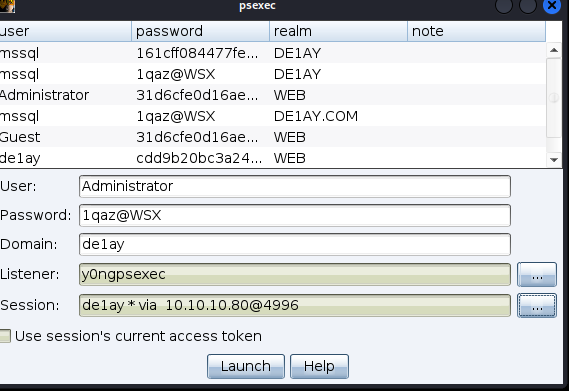 psexec
user password realm note
mssql 161cff084477fe... DE1AY
mssql 1qaz@WSX DE1AY
Administrator 31d6cfe0d16ae... WEB
mssql 1qaz@WSX DE1AY.COM
Guest 31d6cfe0d16ae... WEB
de1ay cdd9b20bc3a24... WEB
User: Administrator
Password: 1qaz@WSX
Domain: de1ay
Listener: y0ngpsexec ...
Session: de1ay * via 10.10.10.80@4996 ...
Use session's current access token
Launch Help